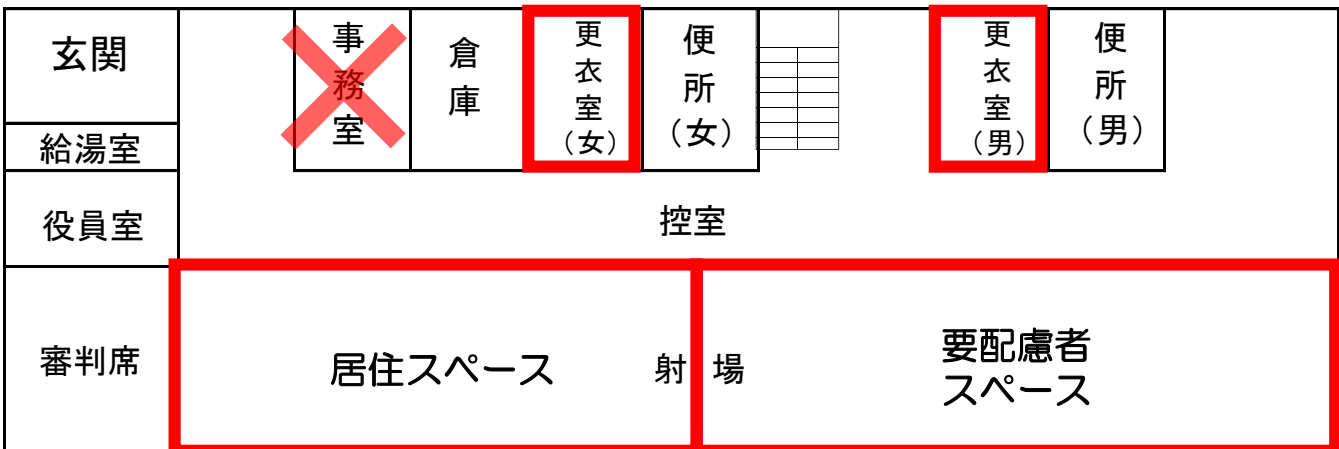 玄関
事務室
倉庫
更衣室(女)
便所(女)
更衣室(男)
便所(男)
給湯室
役員室
控室
審判席
居住スペース
射場
要配慮者
スペース